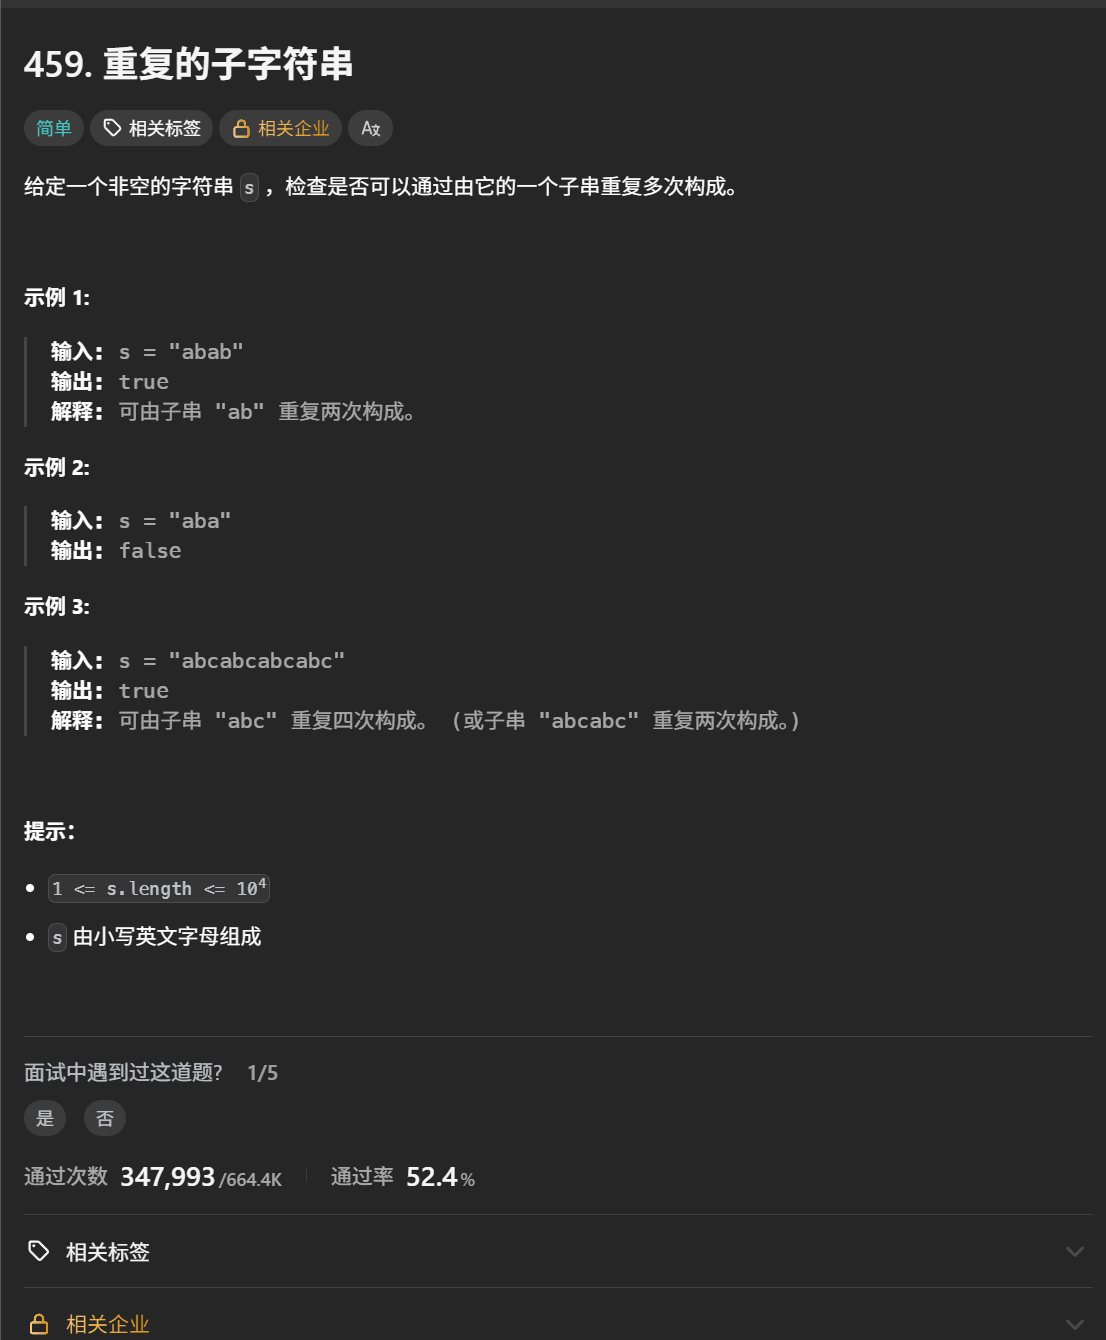 459. 重复的子字符串
简单 相关标签 相关企业 A文
给定一个非空的字符串 s ，检查是否可以通过由它的一个子串重复多次构成。
示例 1:
输入: s = "abab"
输出: true
解释: 可由子串 "ab" 重复两次构成。
示例 2:
输入: s = "aba"
输出: false
示例 3:
输入: s = "abcabcabcabc"
输出: true
解释: 可由子串 "abc" 重复四次构成。 (或子串 "abcabc" 重复两次构成。)
提示：
1 <= s.length <= 10⁴
s 由小写英文字母组成
面试中遇到过这道题? 1/5
是 否
通过次数 347,993/664.4K 通过率 52.4%
相关标签
相关企业